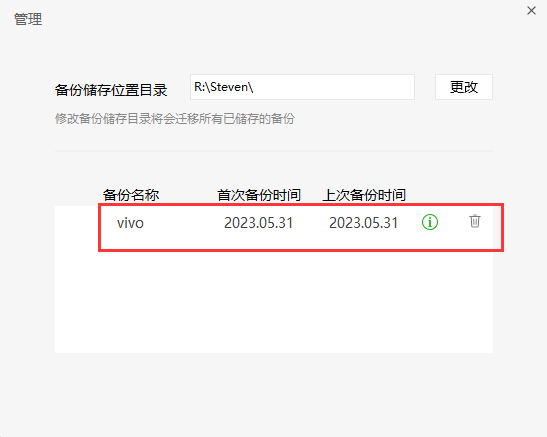 管理
备份储存位置目录 R:\Steven\ 更改
修改备份储存目录将会迁移所有已储存的备份
备份名称 首次备份时间 上次备份时间
vivo 2023.05.31 2023.05.31